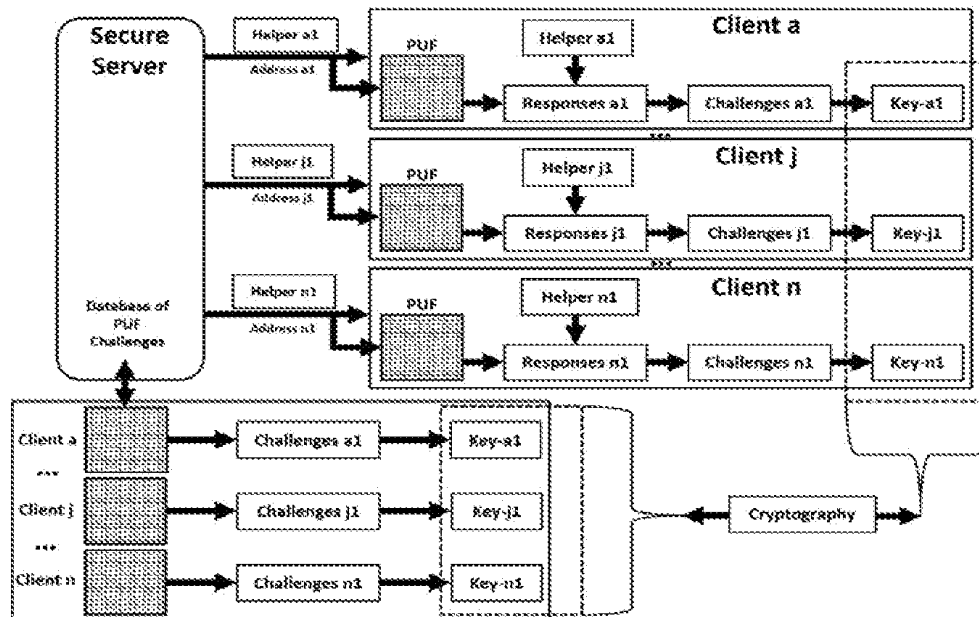 Secure
Server
Database of
PUF
Challenges
Helper a1
Address a1
Client a
PUF
Helper a1
Responses a1
Challenges a1
Key-a1
...
Helper j1
Address j1
Client j
PUF
Helper j1
Responses j1
Challenges j1
Key-j1
...
Helper n1
Address n1
Client n
PUF
Helper n1
Responses n1
Challenges n1
Key-n1
Client a
Challenges a1
Key-a1
...
Client j
Challenges j1
Key-j1
...
Client n
Challenges n1
Key-n1
Cryptography